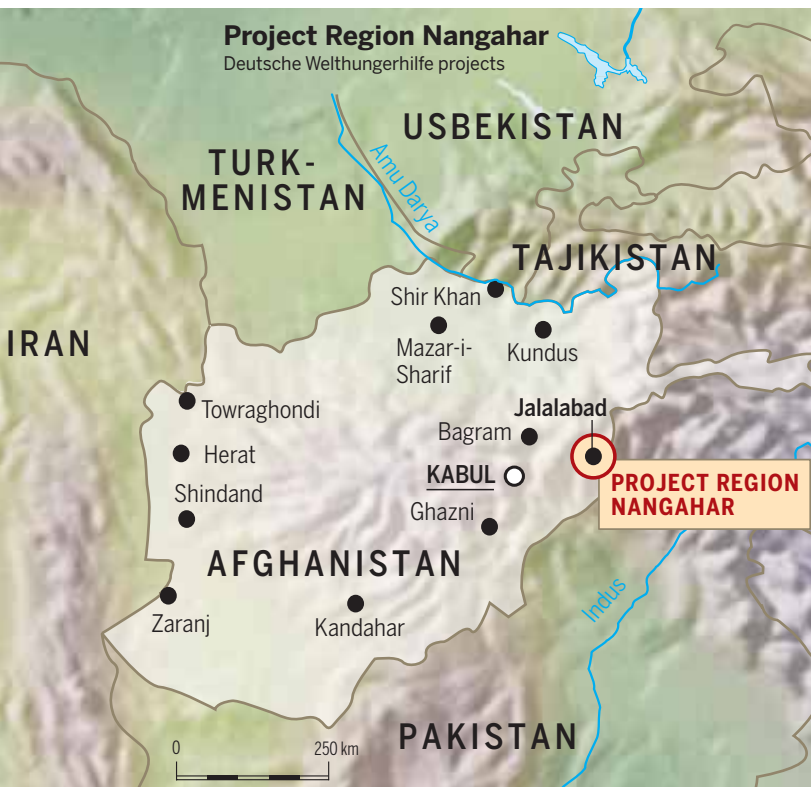 Project Region Nangahar
Deutsche Welthungerhilfe projects
USBEKISTAN
TURK-
MENISTAN
Amu Darya
TAJIKISTAN
Shir Khan
Mazar-i-
Sharif
Kundus
IRAN
Towraghondi
Jalalabad
Bagram
Herat
KABUL
PROJECT REGION
NANGAHAR
Shindand
Ghazni
AFGHANISTAN
Indus
Zaranj
Kandahar
PAKISTAN
0
250 km